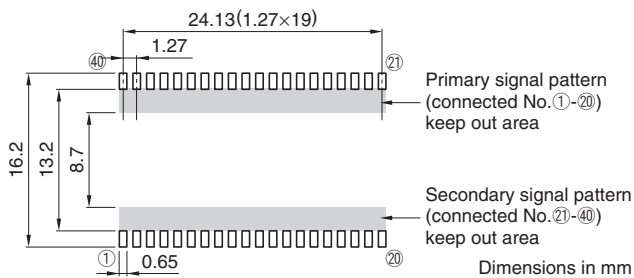 24.13(1.27×19)
1.27
㊵
㉑
Primary signal pattern
(connected No.①-⑳)
keep out area
16.2
13.2
8.7
Secondary signal pattern
(connected No.㉑-㊵)
keep out area
①
0.65
⑳
Dimensions in mm